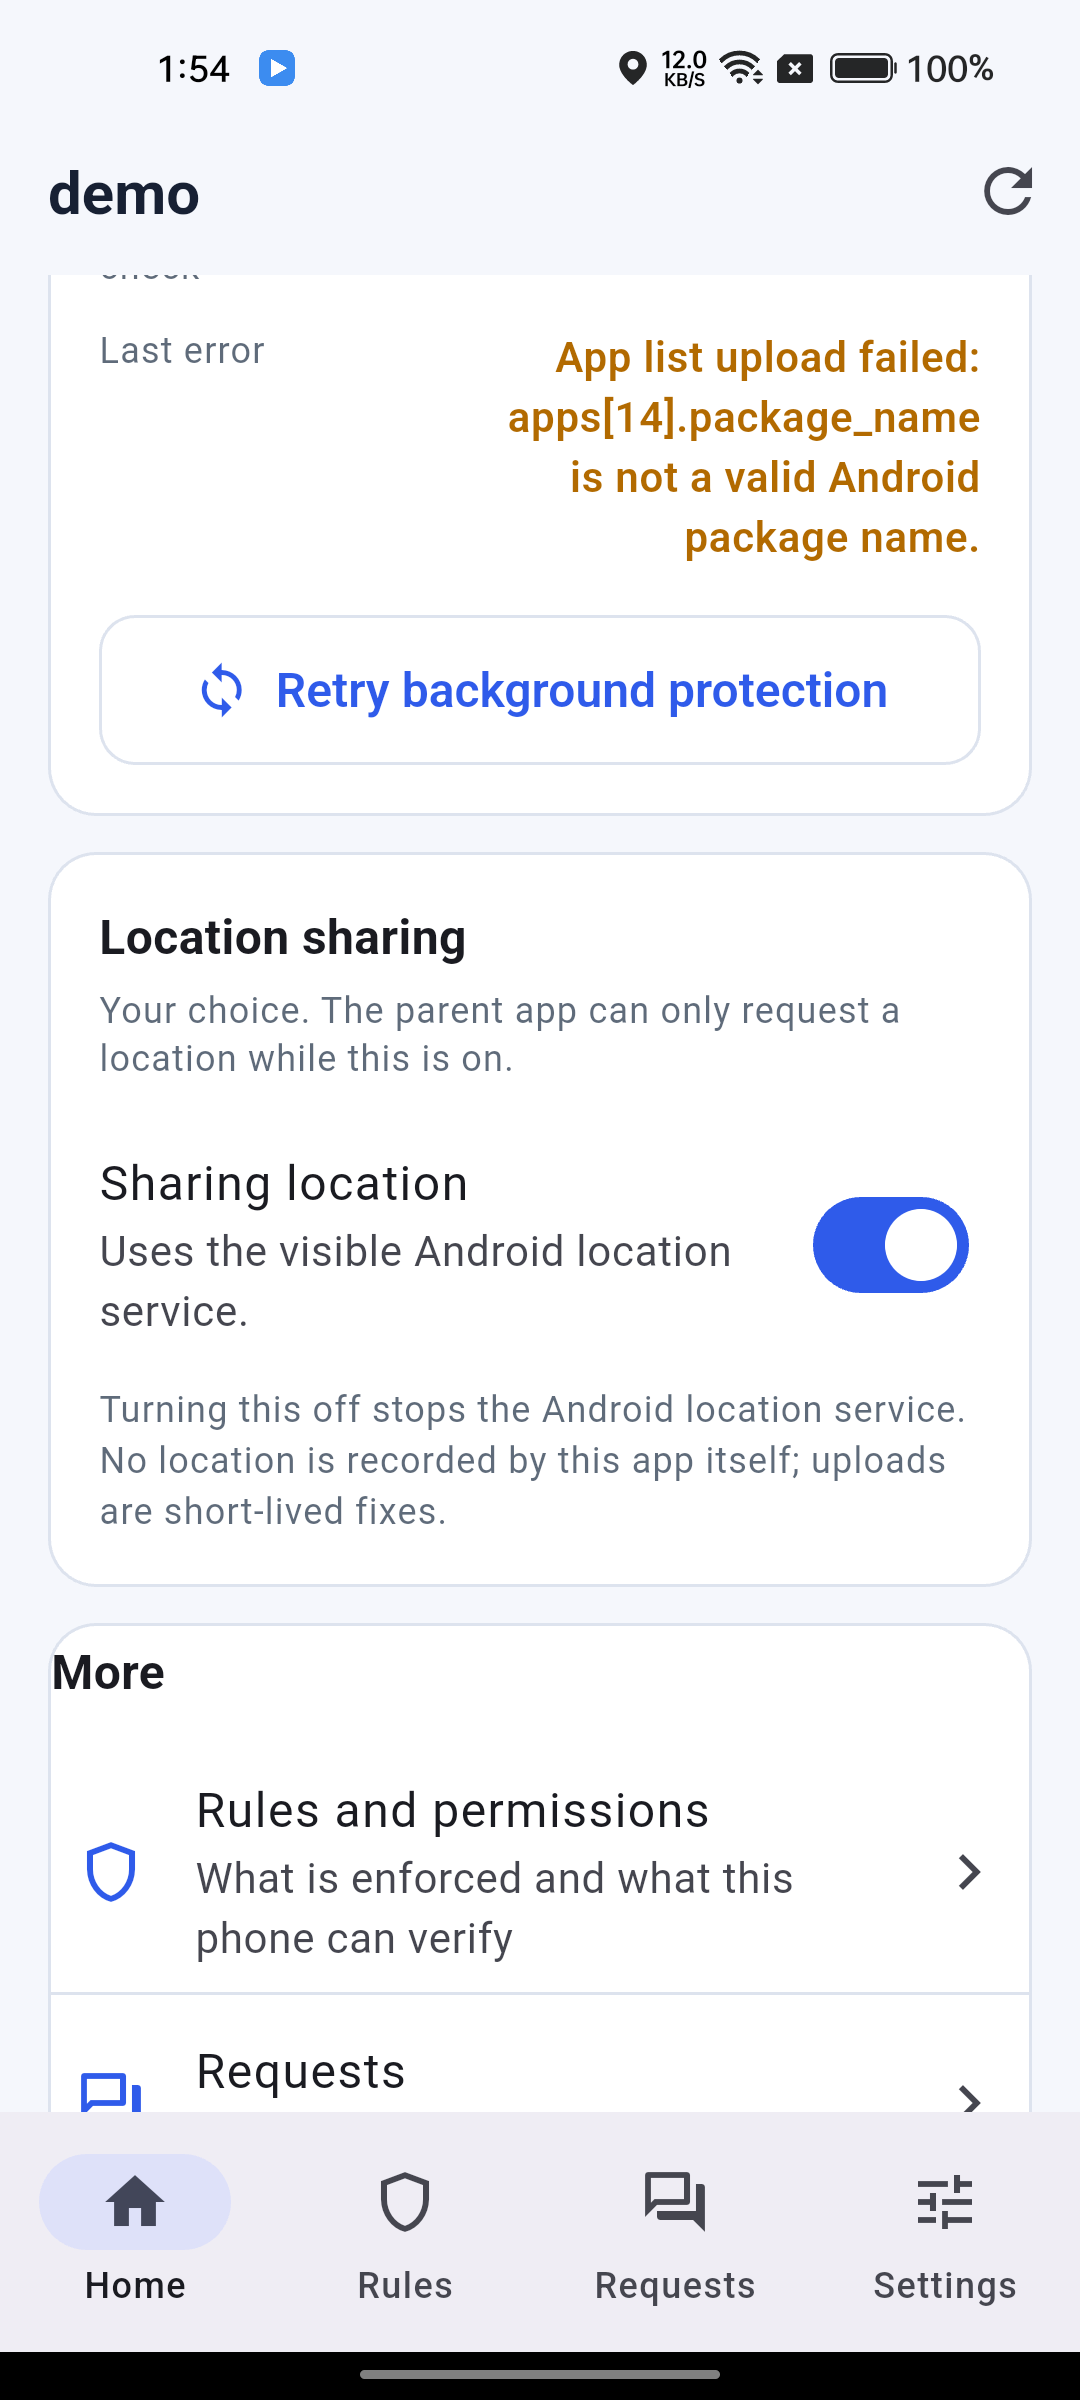 1:54
12.0
KB/S
100%
demo
Last error
App list upload failed:
apps[14].package_name
is not a valid Android
package name.
Retry background protection
Location sharing
Your choice. The parent app can only request a
location while this is on.
Sharing location
Uses the visible Android location
service.
Turning this off stops the Android location service.
No location is recorded by this app itself; uploads
are short-lived fixes.
More
Rules and permissions
What is enforced and what this
phone can verify
Requests
Home
Rules
Requests
Settings